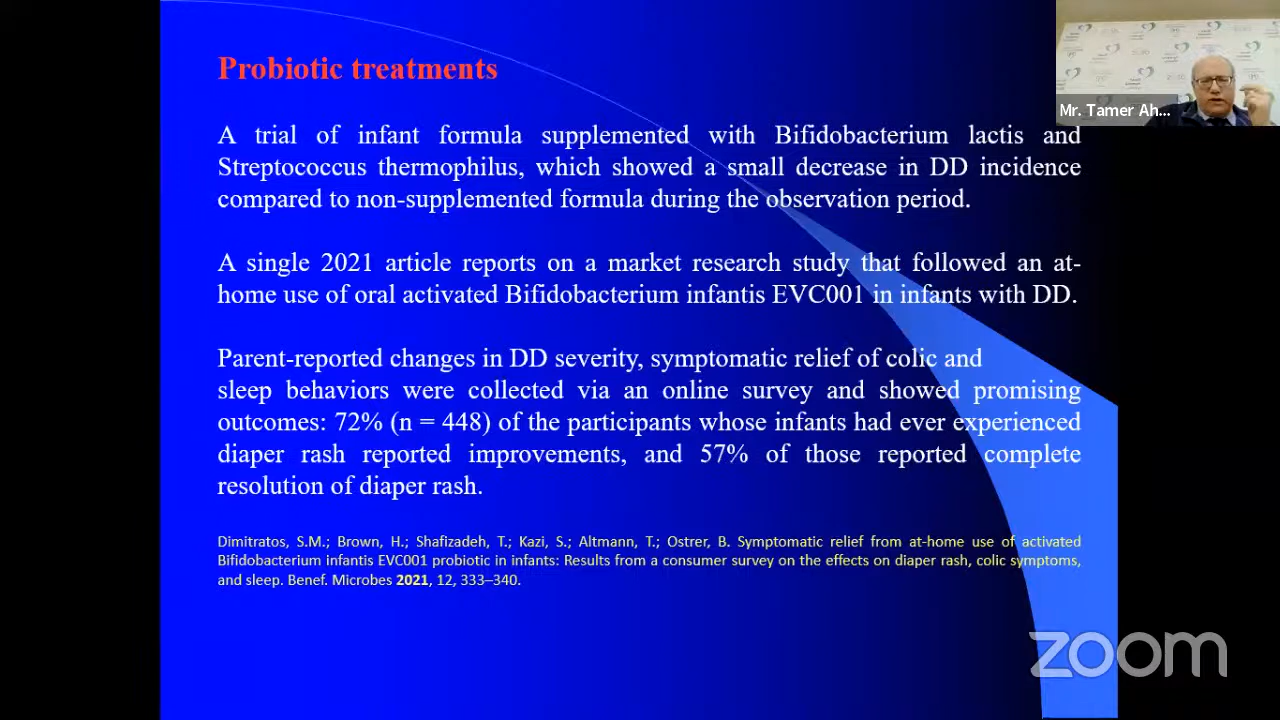 Probiotic treatments
A trial of infant formula supplemented with Bifidobacterium lactis and
Streptococcus thermophilus, which showed a small decrease in DD incidence
compared to non-supplemented formula during the observation period.
A single 2021 article reports on a market research study that followed an at-
home use of oral activated Bifidobacterium infantis EVC001 in infants with DD.
Parent-reported changes in DD severity, symptomatic relief of colic and
sleep behaviors were collected via an online survey and showed promising
outcomes: 72% (n = 448) of the participants whose infants had ever experienced
diaper rash reported improvements, and 57% of those reported complete
resolution of diaper rash.
Dimitratos, S.M.; Brown, H.; Shafizadeh, T.; Kazi, S.; Altmann, T.; Ostrer, B. Symptomatic relief from at-home use of activated
Bifidobacterium infantis EVC001 probiotic in infants: Results from a consumer survey on the effects on diaper rash, colic symptoms,
and sleep. Benef. Microbes 2021, 12, 333–340.
Mr. Tamer Ah...
zoom